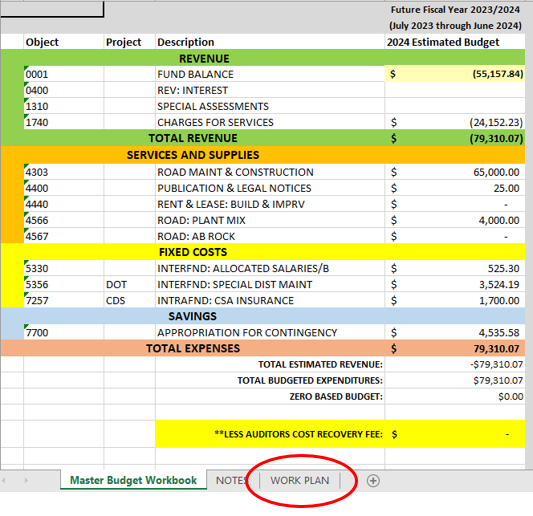 Future Fiscal Year 2023/2024
(July 2023 through June 2024)
Object Project Description 2024 Estimated Budget
REVENUE
0001 FUND BALANCE $ (55,157.84)
0400 REV: INTEREST
1310 SPECIAL ASSESSMENTS
1740 CHARGES FOR SERVICES $ (24,152.23)
TOTAL REVENUE $ (79,310.07)
SERVICES AND SUPPLIES
4303 ROAD MAINT & CONSTRUCTION $ 65,000.00
4400 PUBLICATION & LEGAL NOTICES $ 25.00
4440 RENT & LEASE: BUILD & IMPRV $ -
4566 ROAD: PLANT MIX $ 4,000.00
4567 ROAD: AB ROCK $ -
FIXED COSTS
5330 INTERFND: ALLOCATED SALARIES/B $ 525.30
5356 DOT INTERFND: SPECIAL DIST MAINT $ 3,524.19
7257 CDS INTRAFND: CSA INSURANCE $ 1,700.00
SAVINGS
7700 APPROPRIATION FOR CONTINGENCY $ 4,535.58
TOTAL EXPENSES $ 79,310.07
TOTAL ESTIMATED REVENUE: -$79,310.07
TOTAL BUDGETED EXPENDITURES: $79,310.07
ZERO BASED BUDGET: $0.00
**LESS AUDITORS COST RECOVERY FEE: $ -
Master Budget Workbook NOTES WORK PLAN